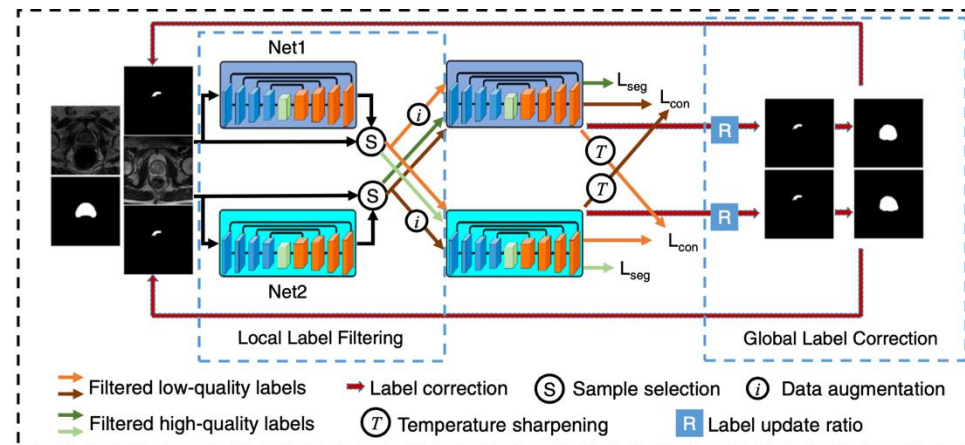 Net1
i
S
S
i
Net2
Local Label Filtering
L_seg
L_con
T
T
L_con
L_seg
R
R
Global Label Correction
Filtered low-quality labels
Label correction
S Sample selection
i Data augmentation
Filtered high-quality labels
T Temperature sharpening
R Label update ratio